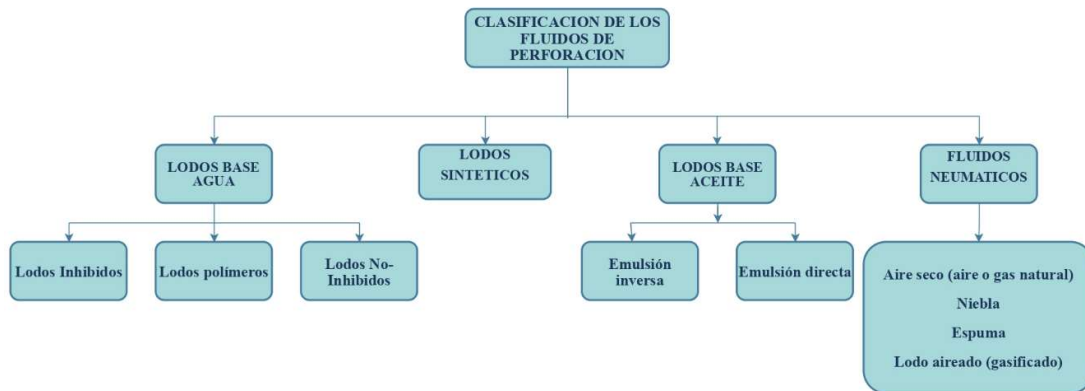 CLASIFICACION DE LOS
FLUIDOS DE
PERFORACION
LODOS BASE
AGUA
LODOS
SINTETICOS
LODOS BASE
ACEITE
FLUIDOS
NEUMATICOS
Lodos Inhibidos
Lodos polímeros
Lodos No-
Inhibidos
Emulsión
inversa
Emulsión directa
Aire seco (aire o gas natural)
Niebla
Espuma
Lodo aireado (gasificado)